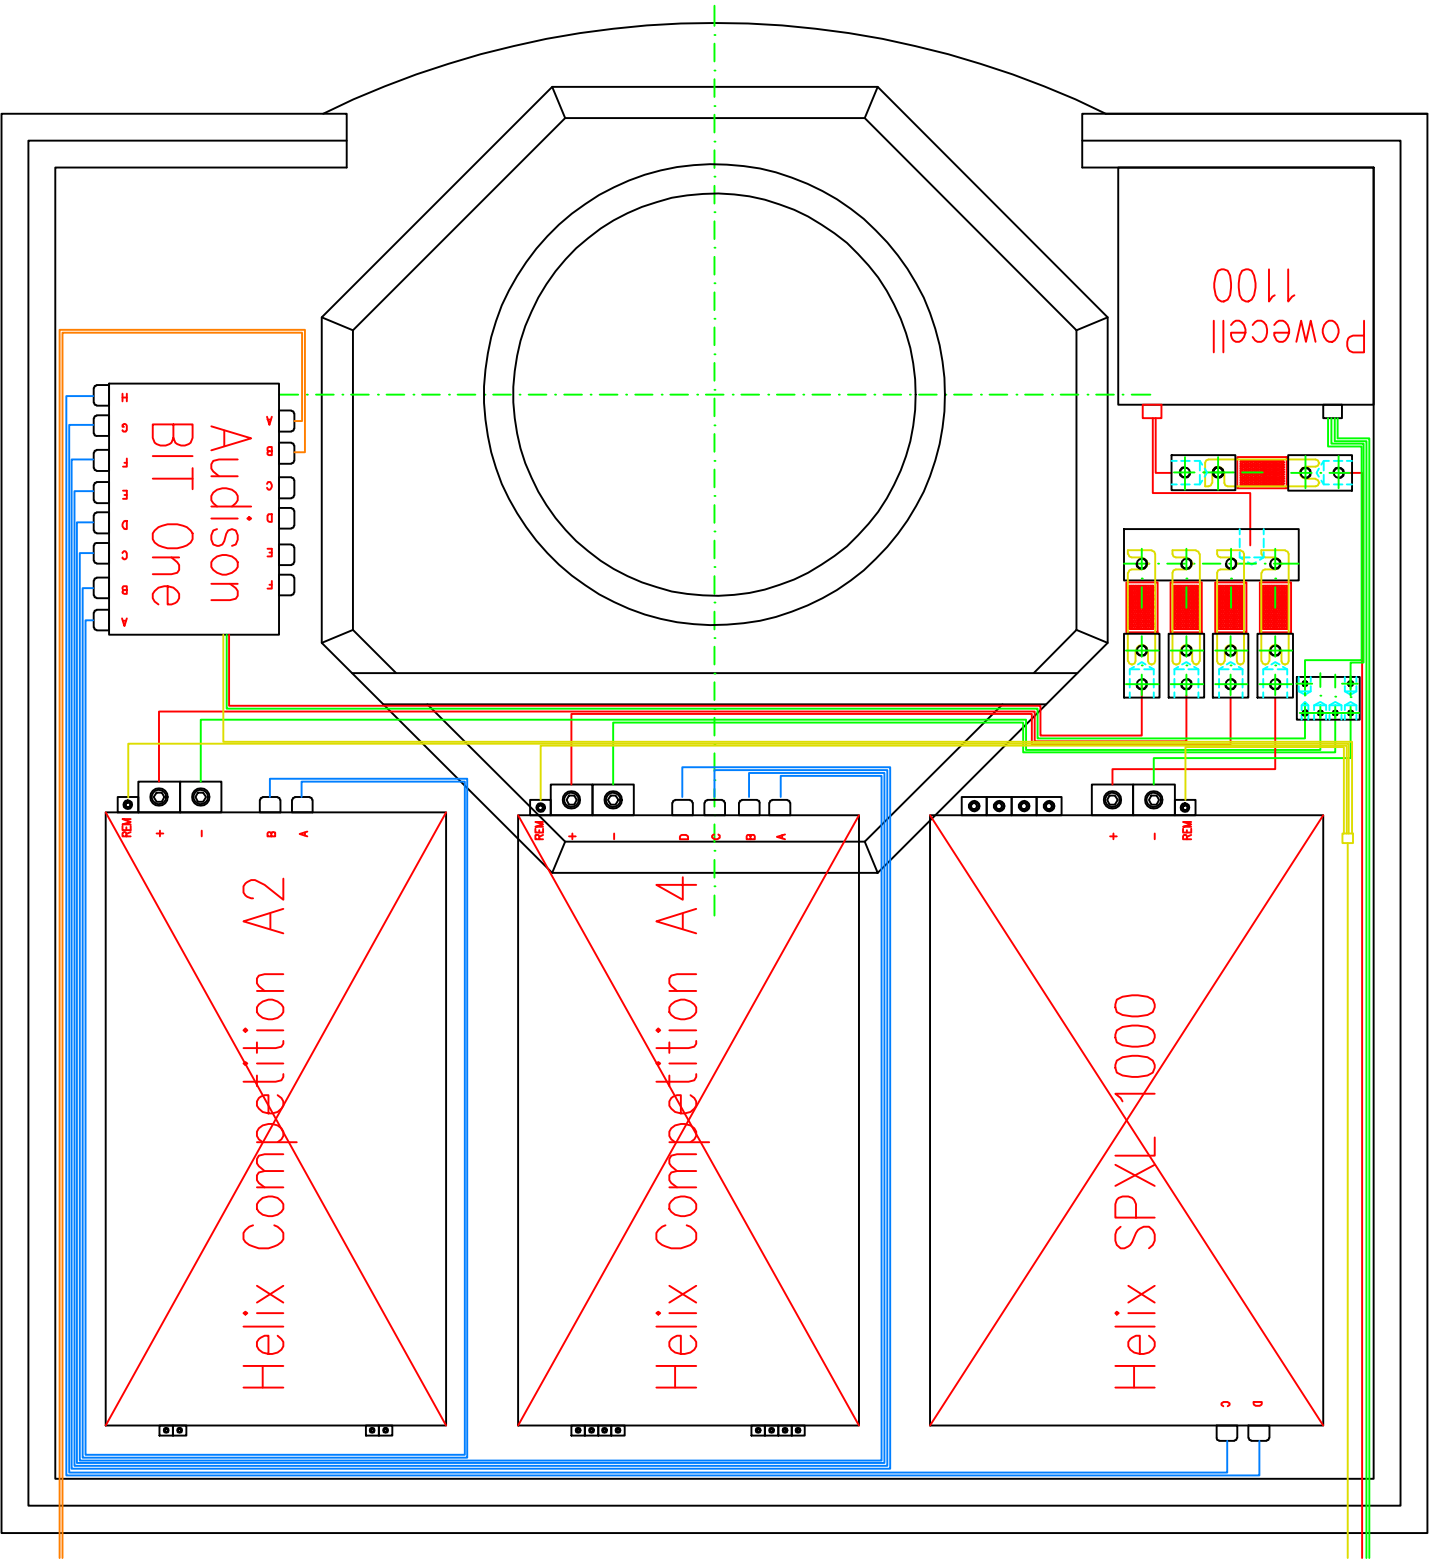 Powecell
1100
Audison
BIT One
H
G
F
E
D
C
B
A
A
B
C
D
E
F
REM
+
-
B
A
Helix Competition A2
REM
+
-
D
C
B
A
Helix Competition A4
+
-
REM
Helix SPXL 1000
C
D